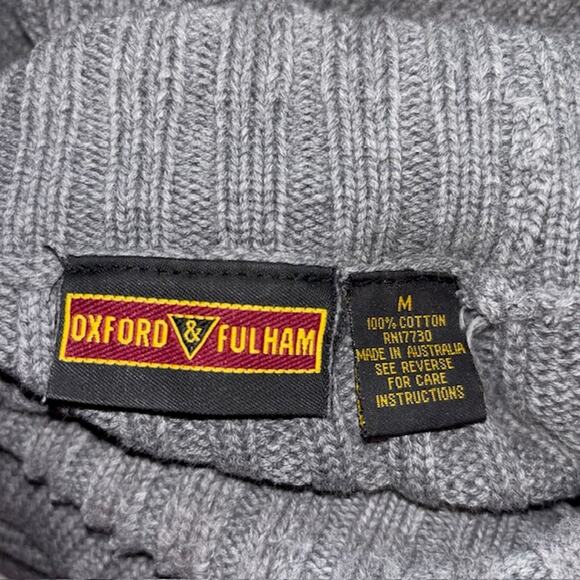 OXFORD & FULHAM
M
100% COTTON
RN17730
MADE IN AUSTRALIA
SEE REVERSE
FOR CARE
INSTRUCTIONS